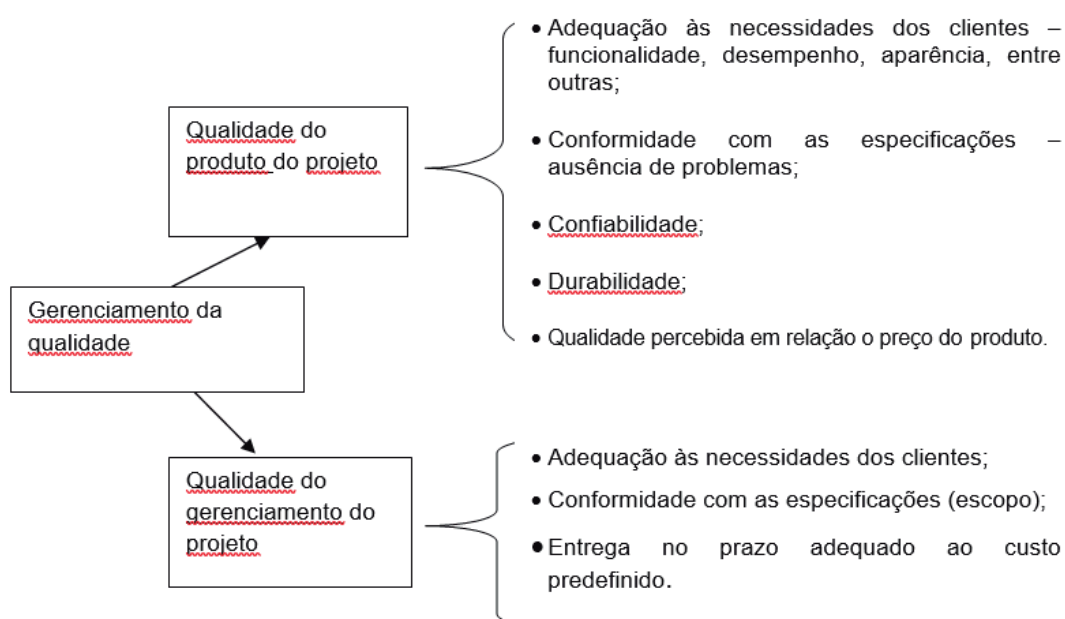 • Adequação às necessidades dos clientes –
funcionalidade, desempenho, aparência, entre
outras;
Qualidade do
produto do projeto
• Conformidade com as especificações –
ausência de problemas;
• Confiabilidade;
• Durabilidade;
• Qualidade percebida em relação o preço do produto.
Gerenciamento da
qualidade
Qualidade do
gerenciamento do
projeto
• Adequação às necessidades dos clientes;
• Conformidade com as especificações (escopo);
• Entrega no prazo adequado ao custo
predefinido.